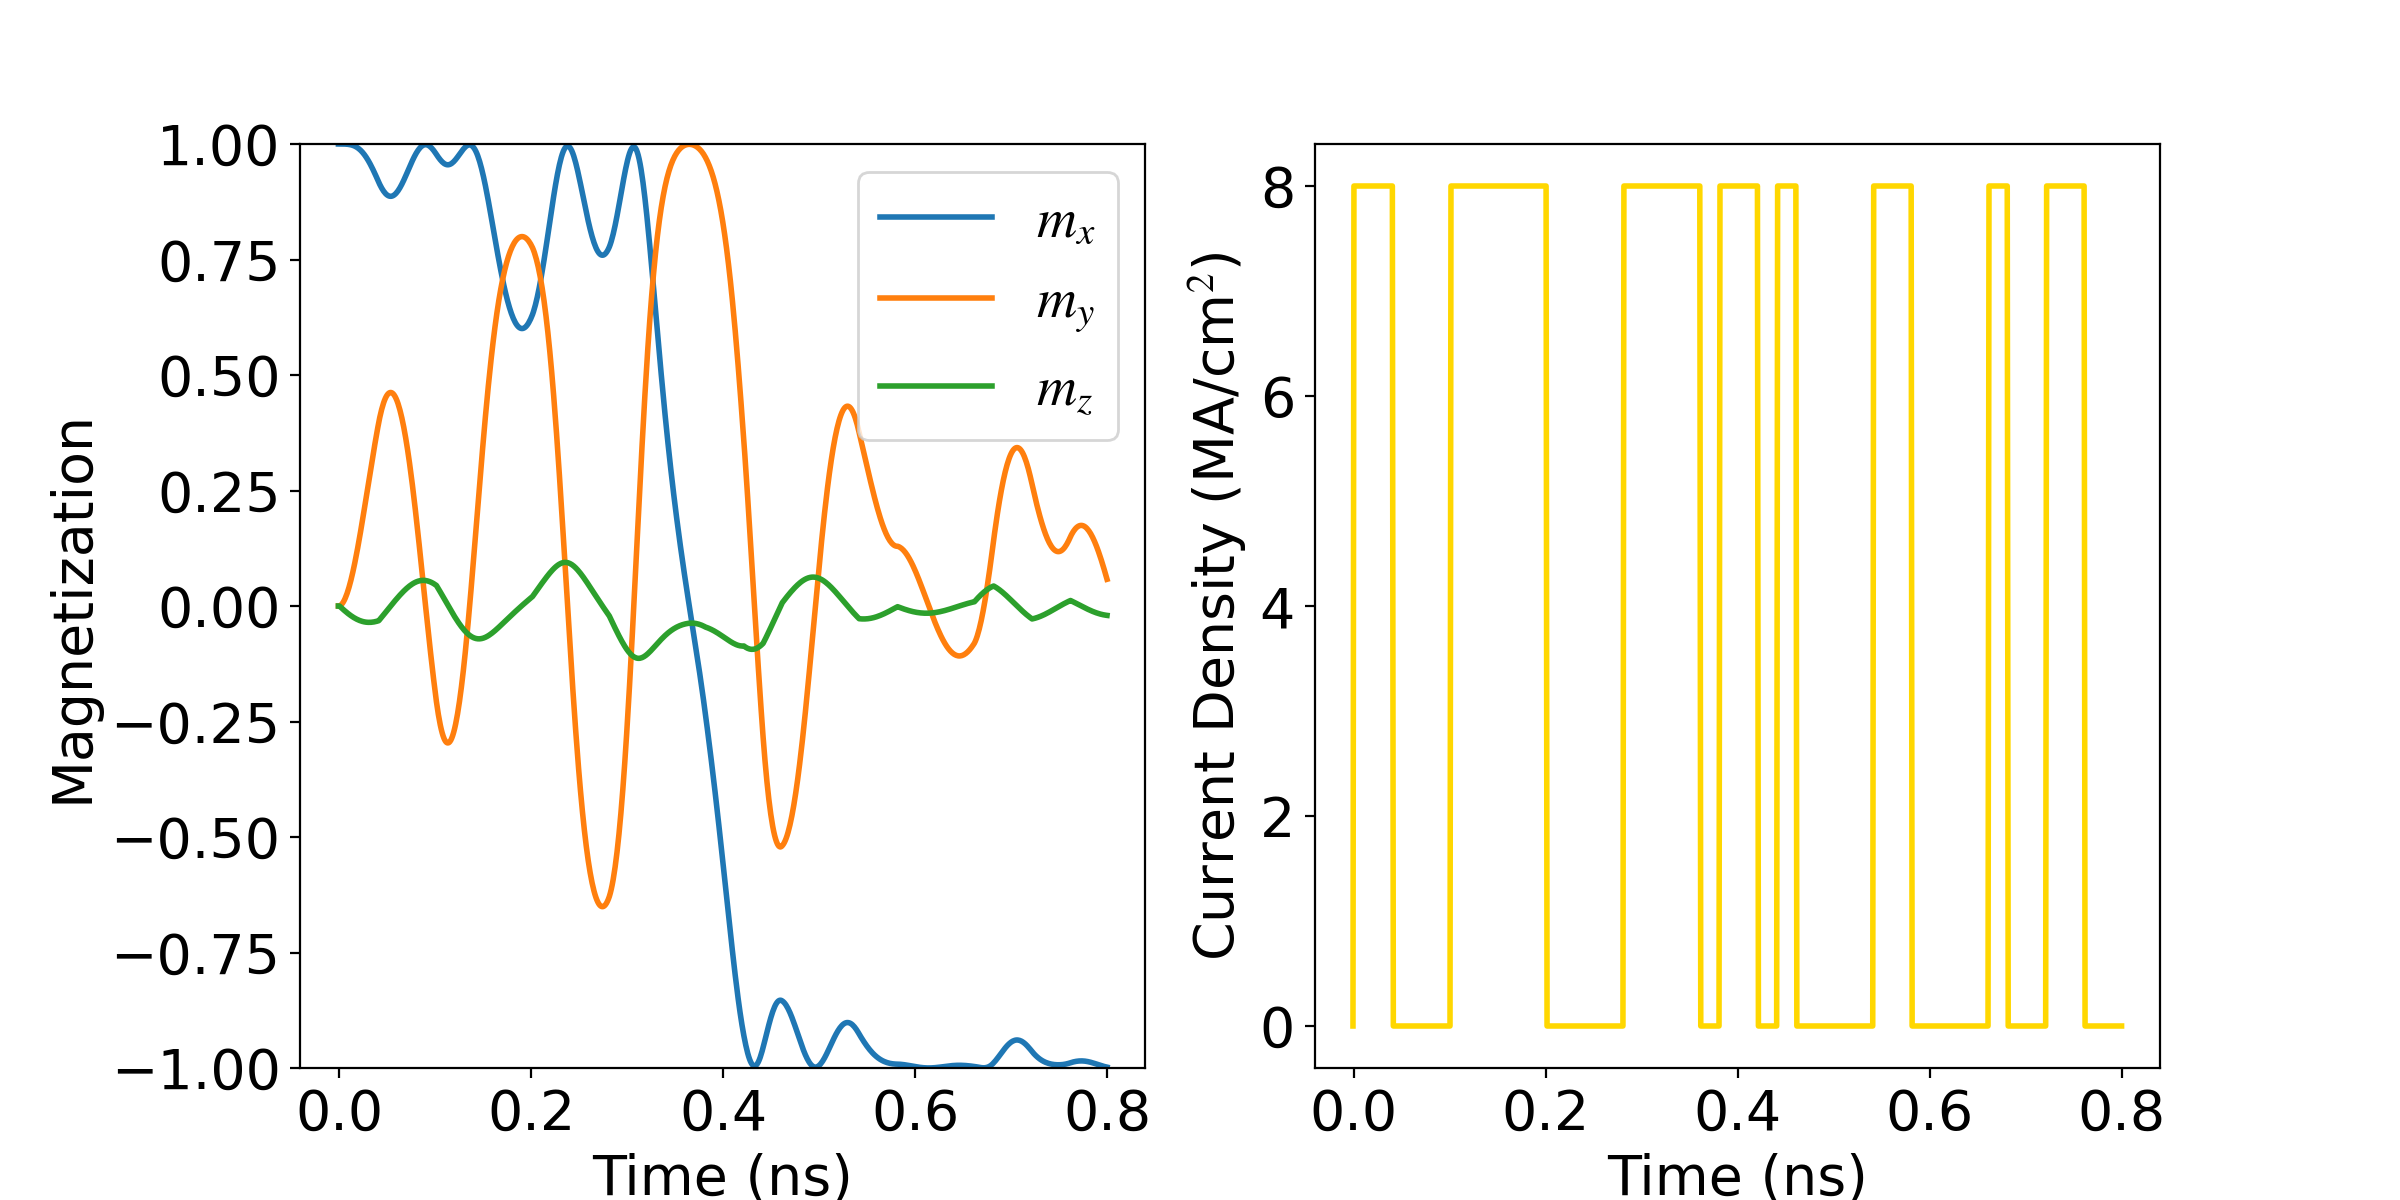 Magnetization
1.00
0.75
0.50
0.25
0.00
−0.25
−0.50
−0.75
−1.00
0.0 0.2 0.4 0.6 0.8
Time (ns)
m_x
m_y
m_z
Current Density (MA/cm²)
8
6
4
2
0
0.0 0.2 0.4 0.6 0.8
Time (ns)